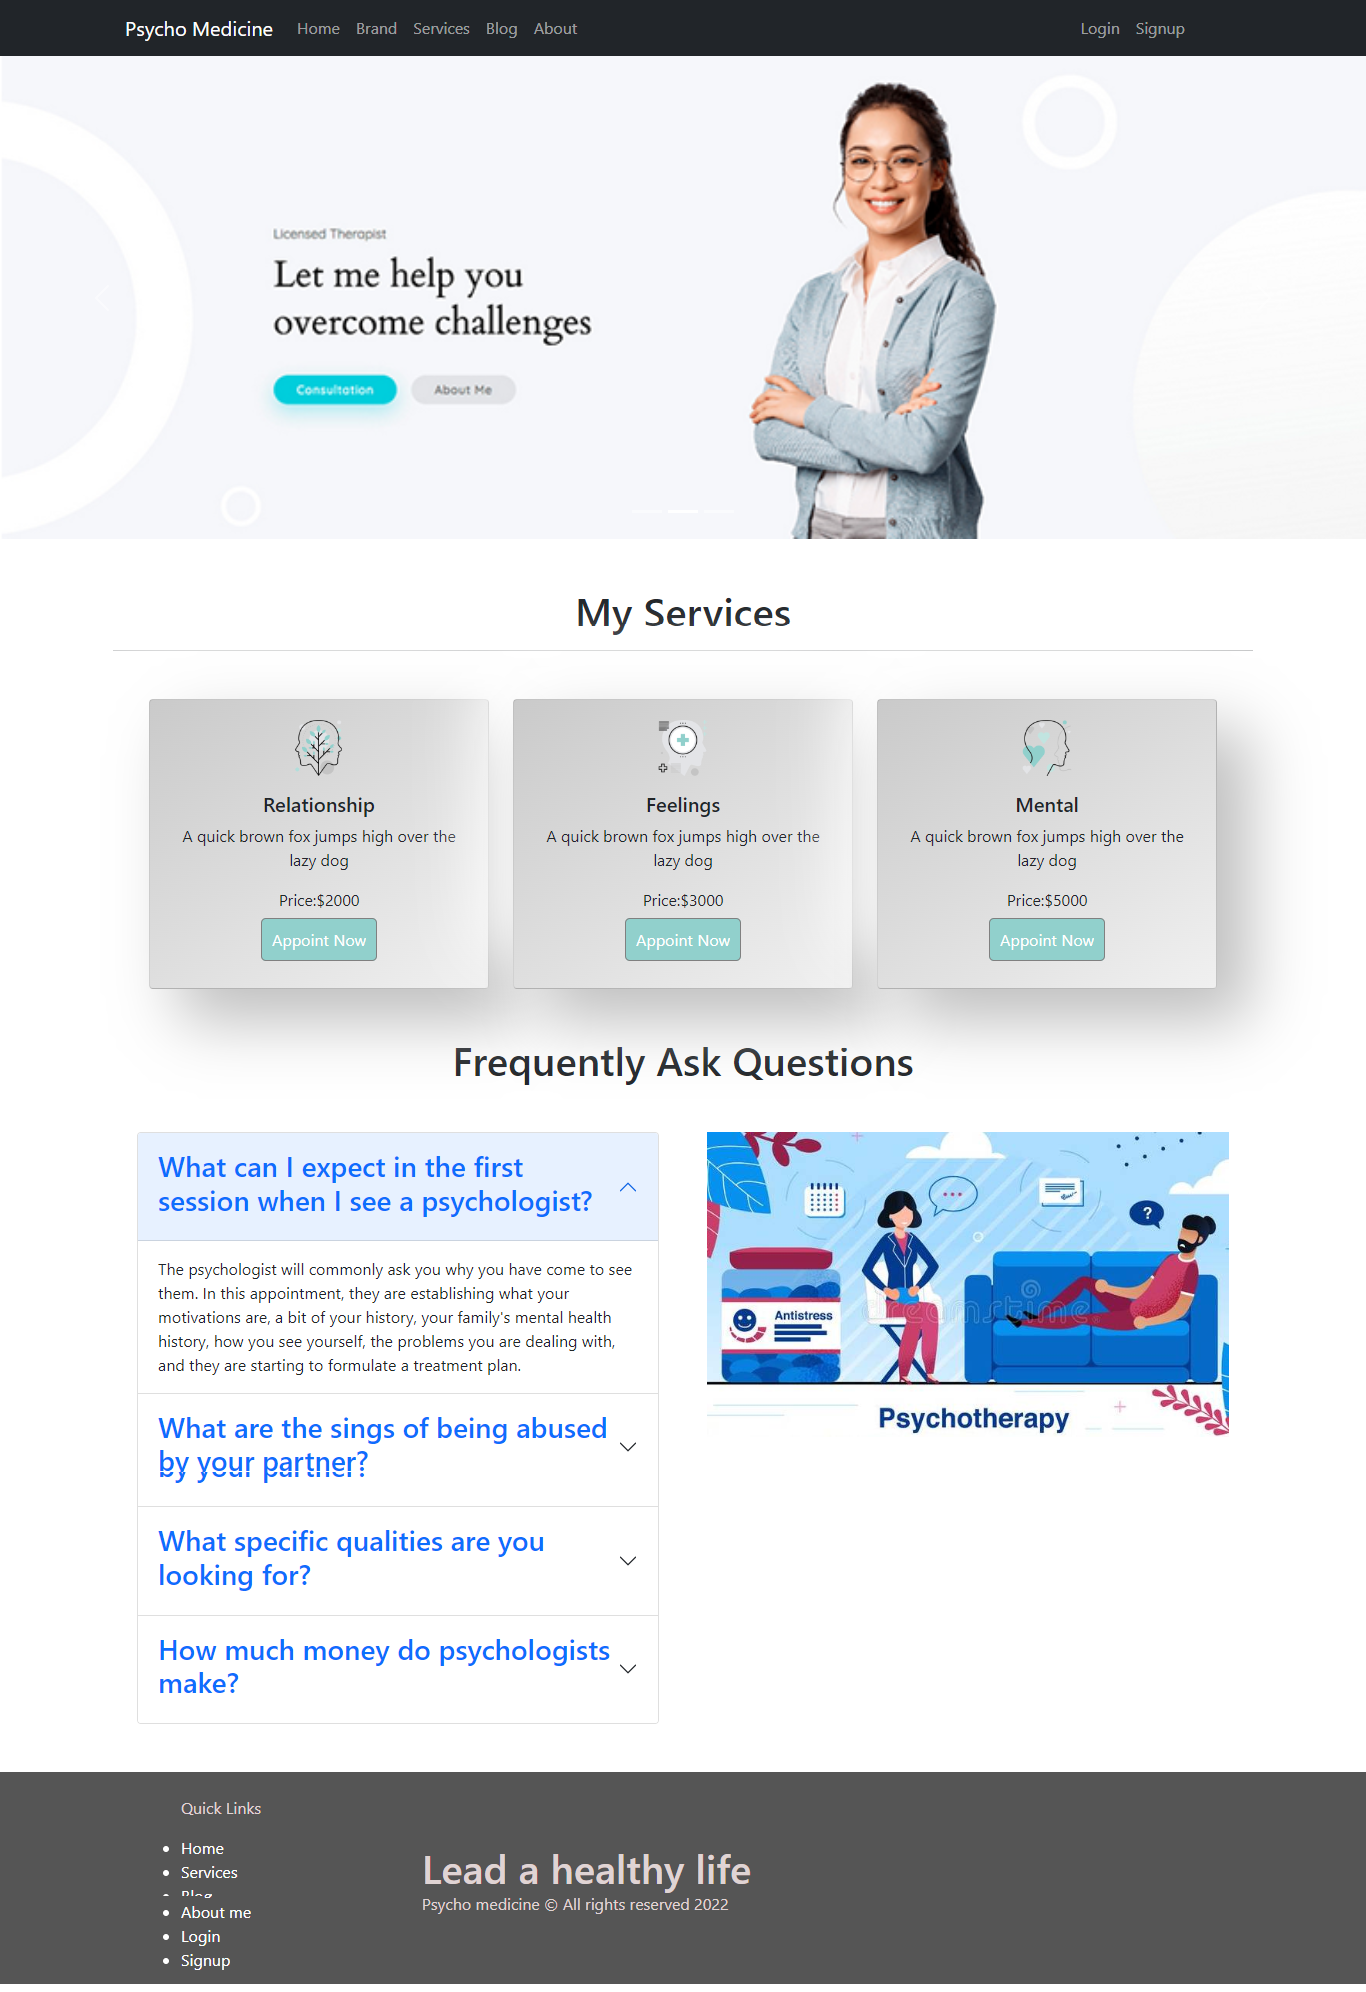 Psycho Medicine Home Brand Services Blog About Login Signup
Licensed Therapist
Let me help you
overcome challenges
Consultation About Me
My Services
Relationship
A quick brown fox jumps high over the
lazy dog
Price:$2000
Appoint Now
Feelings
A quick brown fox jumps high over the
lazy dog
Price:$3000
Appoint Now
Mental
A quick brown fox jumps high over the
lazy dog
Price:$5000
Appoint Now
Frequently Ask Questions
What can I expect in the first
session when I see a psychologist?
The psychologist will commonly ask you why you have come to see
them. In this appointment, they are establishing what your
motivations are, a bit of your history, your family's mental health
history, how you see yourself, the problems you are dealing with,
and they are starting to formulate a treatment plan.
What are the sings of being abused
by your partner?
What specific qualities are you
looking for?
How much money do psychologists
make?
?
Antistress
dreamstime
Psychotherapy
Quick Links
Home
Services
Blog
About me
Login
Signup
Lead a healthy life
Psycho medicine © All rights reserved 2022